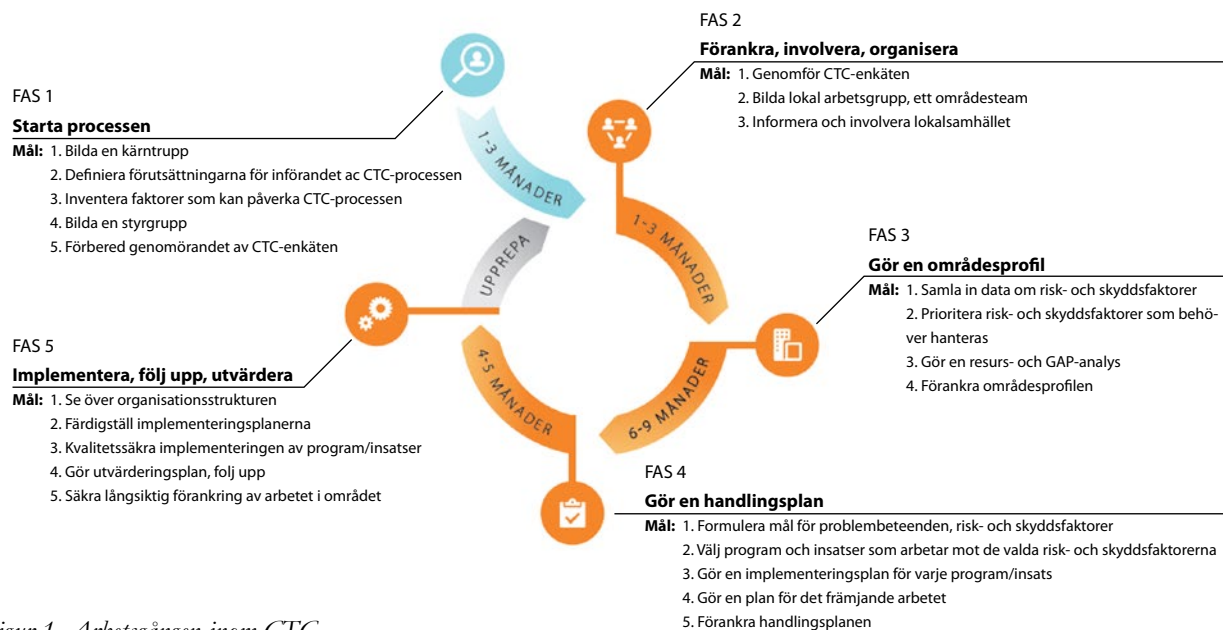 FAS 1
Starta processen
Mål: 1. Bilda en kärntrupp
2. Definiera förutsättningarna för införandet ac CTC-processen
3. Inventera faktorer som kan påverka CTC-processen
4. Bilda en styrgrupp
5. Förbered genomörandet av CTC-enkäten
1-3 MÅNADER
FAS 2
Förankra, involvera, organisera
Mål: 1. Genomför CTC-enkäten
2. Bilda lokal arbetsgrupp, ett områdesteam
3. Informera och involvera lokalsamhället
1-3 MÅNADER
FAS 3
Gör en områdesprofil
Mål: 1. Samla in data om risk- och skyddsfaktorer
2. Prioritera risk- och skyddsfaktorer som behö-
ver hanteras
3. Gör en resurs- och GAP-analys
4. Förankra områdesprofilen
6-9 MÅNADER
FAS 4
Gör en handlingsplan
Mål: 1. Formulera mål för problembeteenden, risk- och skyddsfaktorer
2. Välj program och insatser som arbetar mot de valda risk- och skyddsfaktorerna
3. Gör en implementeringsplan för varje program/insats
4. Gör en plan för det främjande arbetet
5. Förankra handlingsplanen
4-5 MÅNADER
FAS 5
Implementera, följ upp, utvärdera
Mål: 1. Se över organisationsstrukturen
2. Färdigställ implementeringsplanerna
3. Kvalitetssäkra implementeringen av program/insatser
4. Gör utvärderingsplan, folj upp
5. Säkra långsiktig förankring av arbetet i området
UPPREPA
1. Arbetsgången inom CTC